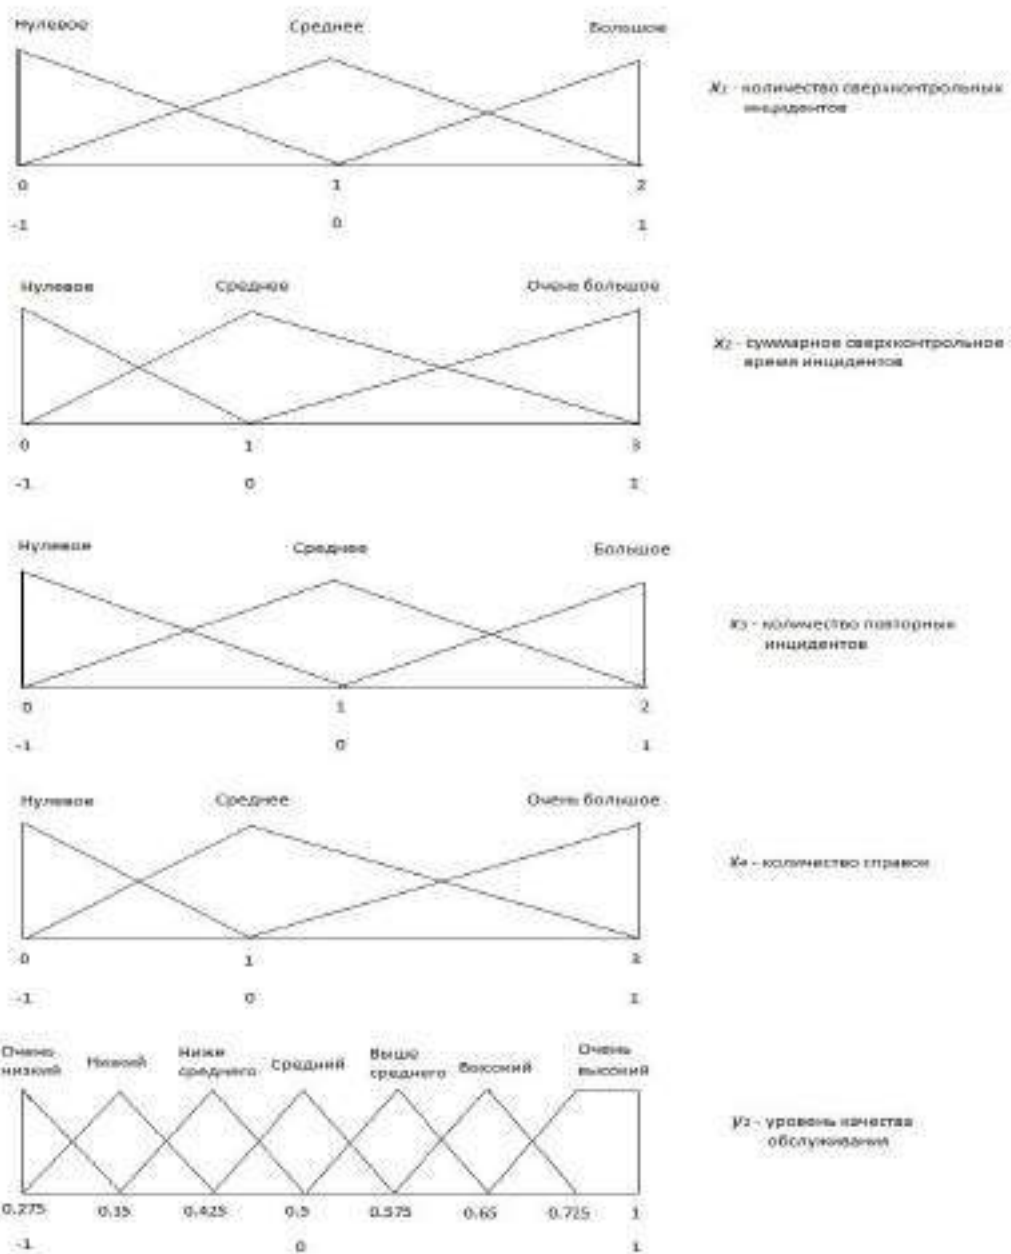 Нулевое Среднее Большое
x₁ - количество сверхконтрольных
инцидентов
0 1 2
-1 0 1
Нулевое Среднее Очень большое
x₂ - суммарное сверхконтрольное
время инцидентов
0 1 3
-1 0 1
Нулевое Среднее Большое
x₃ - количество повторных
инцидентов
0 1 2
-1 0 1
Нулевое Среднее Очень большое
x₄ - количество справок
0 1 3
-1 0 1
Очень низкий Низкий Ниже среднего Средний Выше среднего Высокий Очень высокий
y₂ - уровень качества
обслуживания
0.275 0.35 0.425 0.5 0.575 0.65 0.725 1
-1 0 1